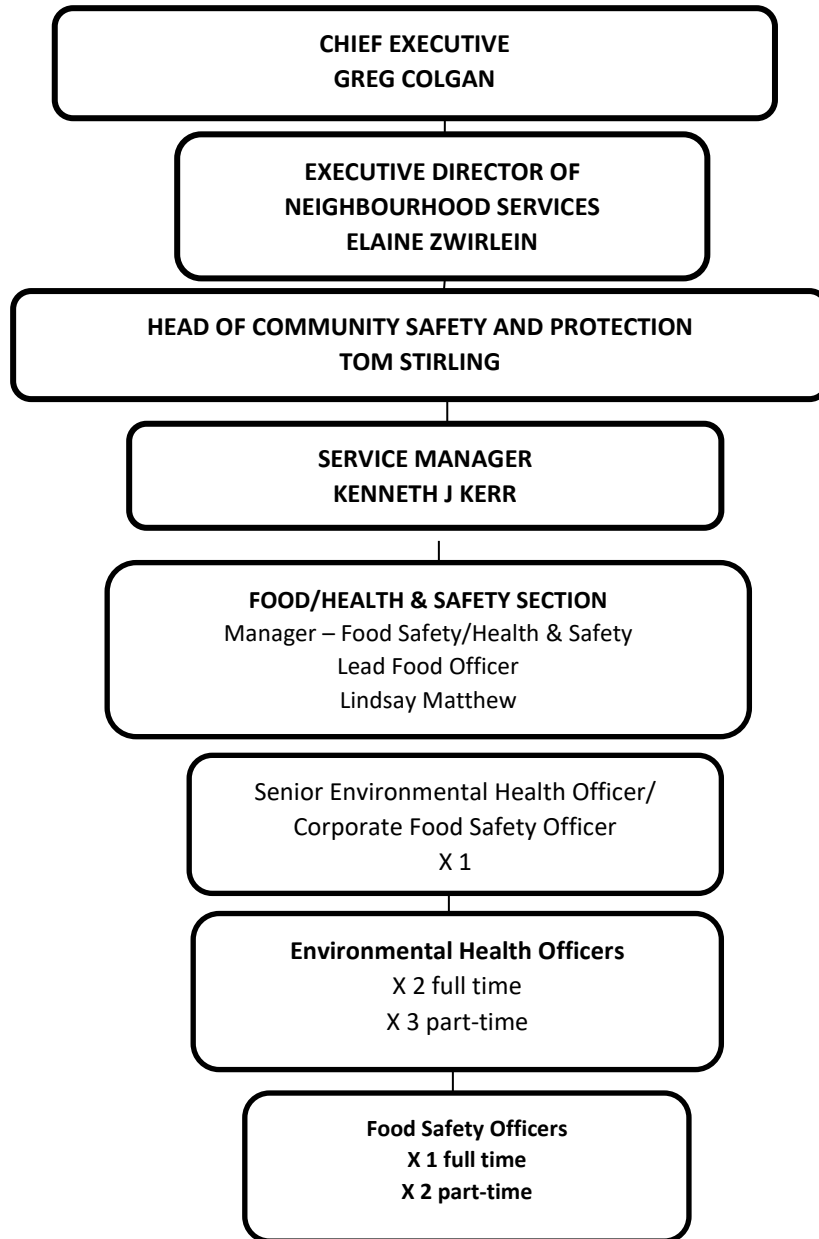 CHIEF EXECUTIVE
GREG COLGAN
EXECUTIVE DIRECTOR OF
NEIGHBOURHOOD SERVICES
ELAINE ZWIRLEIN
HEAD OF COMMUNITY SAFETY AND PROTECTION
TOM STIRLING
SERVICE MANAGER
KENNETH J KERR
FOOD/HEALTH & SAFETY SECTION
Manager – Food Safety/Health & Safety
Lead Food Officer
Lindsay Matthew
Senior Environmental Health Officer/
Corporate Food Safety Officer
X 1
Environmental Health Officers
X 2 full time
X 3 part-time
Food Safety Officers
X 1 full time
X 2 part-time